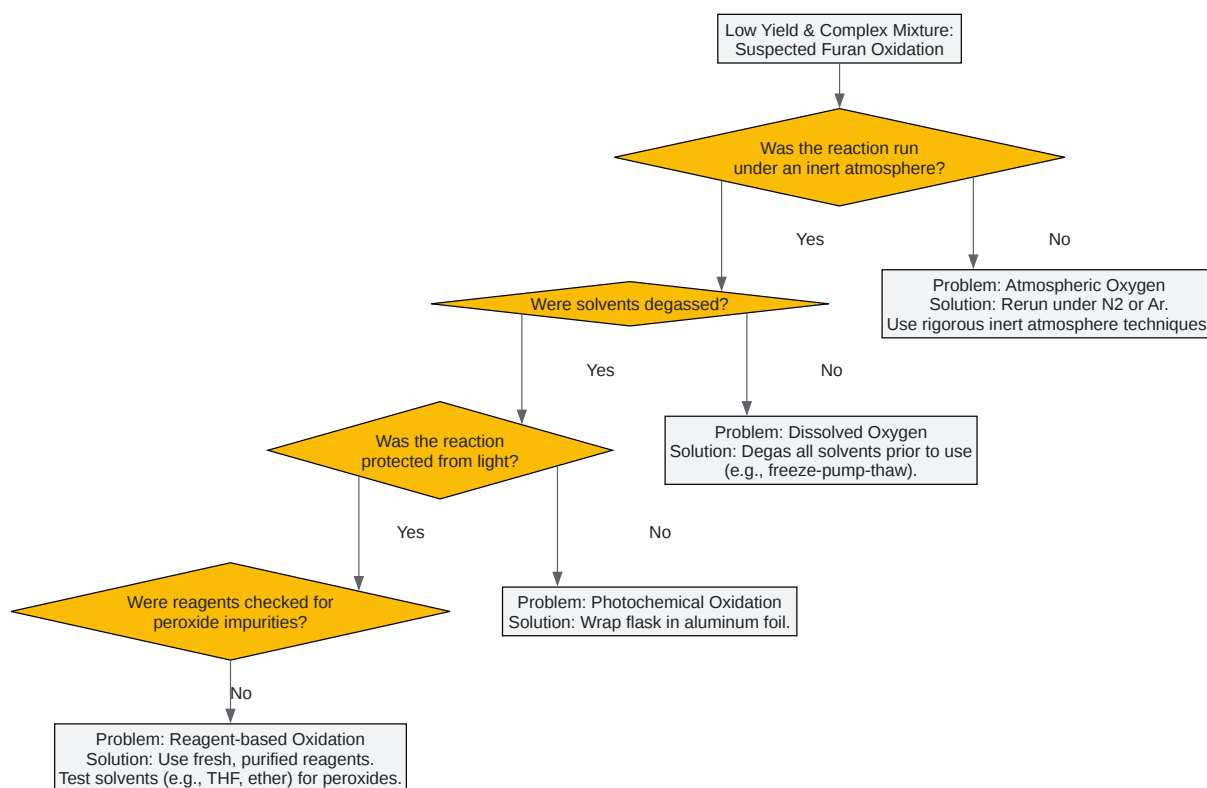 Low Yield & Complex Mixture:
Suspected Furan Oxidation
Was the reaction run
under an inert atmosphere?
Yes
No
Problem: Atmospheric Oxygen
Solution: Rerun under N2 or Ar.
Use rigorous inert atmosphere techniques.
Were solvents degassed?
Yes
No
Problem: Dissolved Oxygen
Solution: Degas all solvents prior to use
(e.g., freeze-pump-thaw).
Was the reaction
protected from light?
Yes
No
Problem: Photochemical Oxidation
Solution: Wrap flask in aluminum foil.
Were reagents checked for
peroxide impurities?
No
Problem: Reagent-based Oxidation
Solution: Use fresh, purified reagents.
Test solvents (e.g., THF, ether) for peroxides.